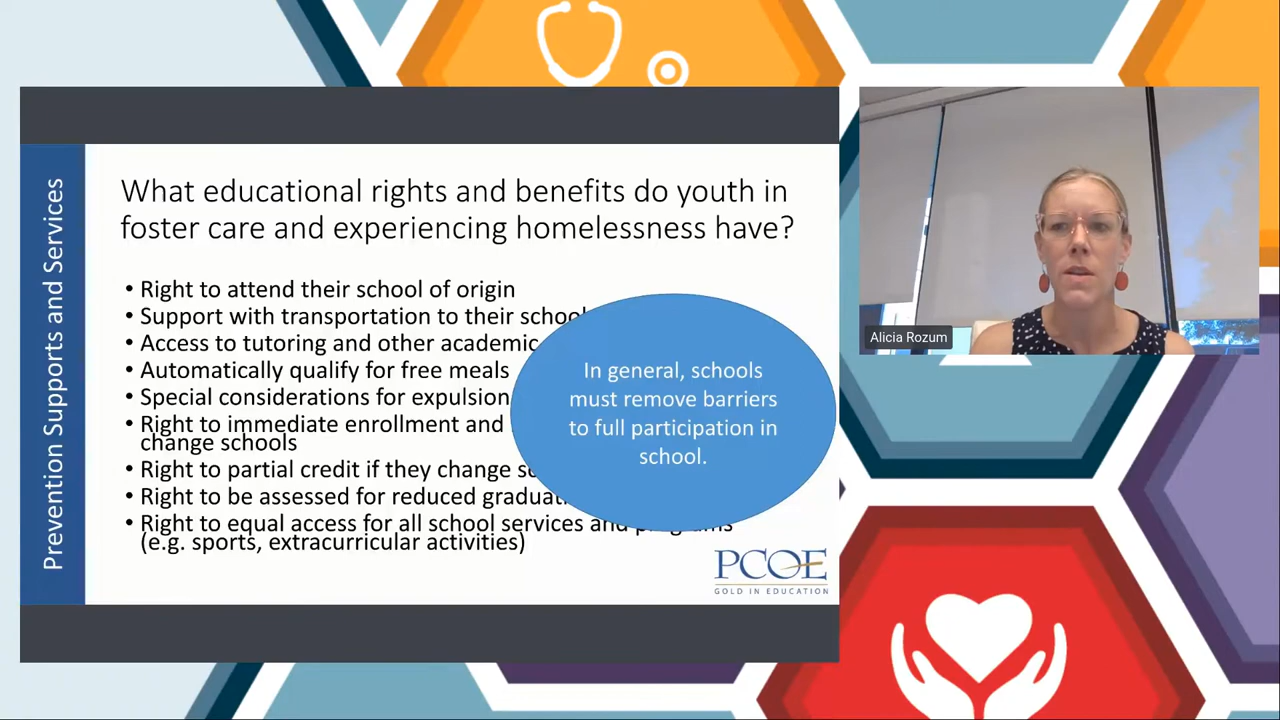 Prevention Supports and Services
What educational rights and benefits do youth in
foster care and experiencing homelessness have?
• Right to attend their school of origin
• Support with transportation to their school
• Access to tutoring and other academic
• Automatically qualify for free meals
• Special considerations for expulsion
• Right to immediate enrollment and
change schools
• Right to partial credit if they change
• Right to be assessed for reduced
• Right to equal access for all school services and programs
(e.g. sports, extracurricular activities)
In general, schools
must remove barriers
to full participation in
school.
PCOE
GOLD IN EDUCATION
Alicia Rozum